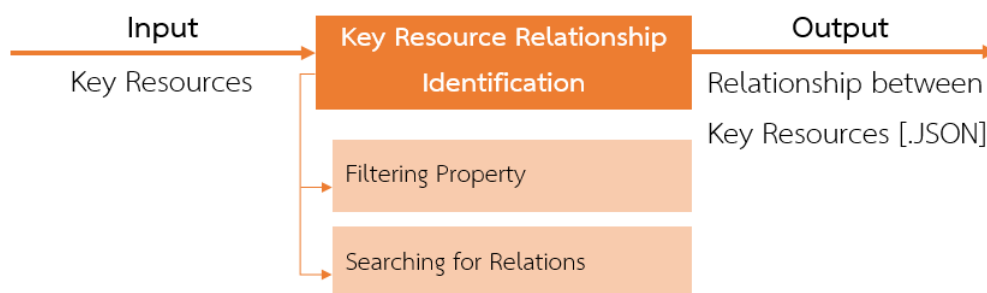 Input
Key Resources
Key Resource Relationship
Identification
Output
Relationship between
Key Resources [.JSON]
Filtering Property
Searching for Relations